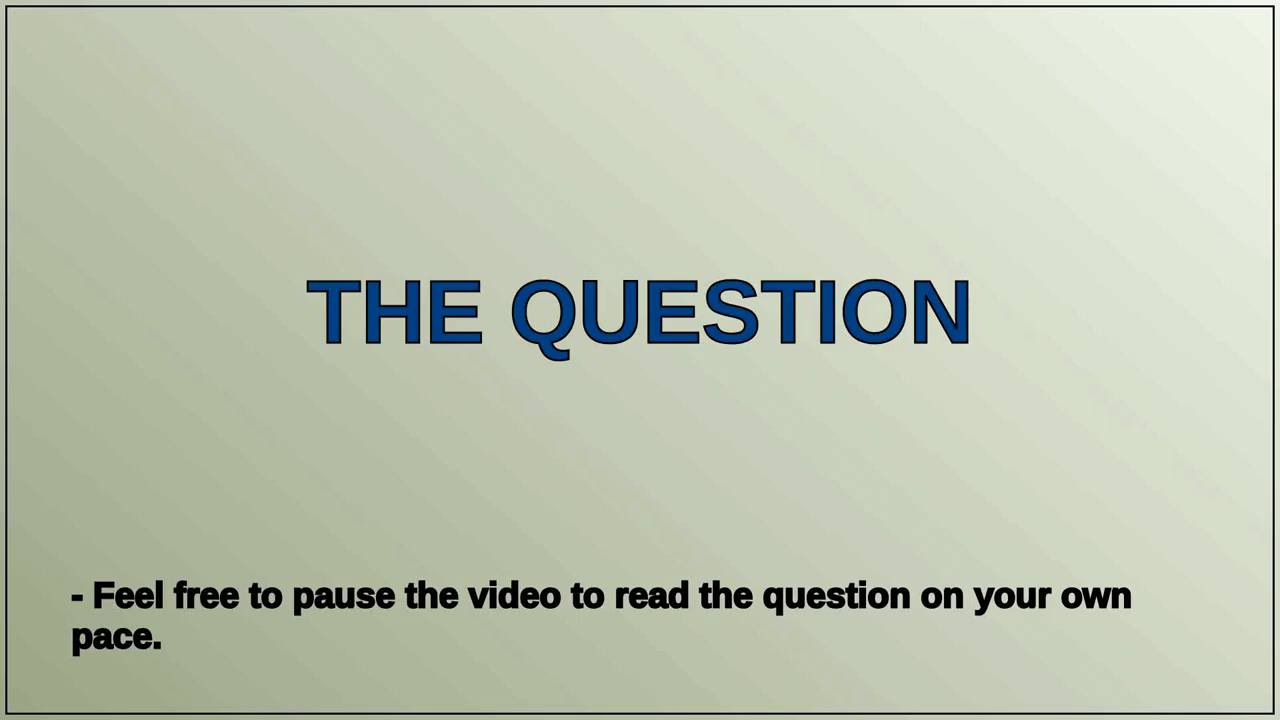 THE QUESTION
- Feel free to pause the video to read the question on your own
pace.